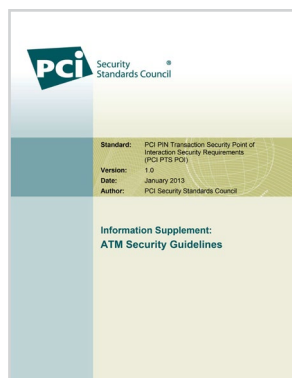 PCI Security ®
Standards Council
Standard: PCI PIN Transaction Security Point of
Interaction Security Requirements
(PCI PTS POI)
Version: 1.0
Date: January 2013
Author: PCI Security Standards Council
Information Supplement:
ATM Security Guidelines